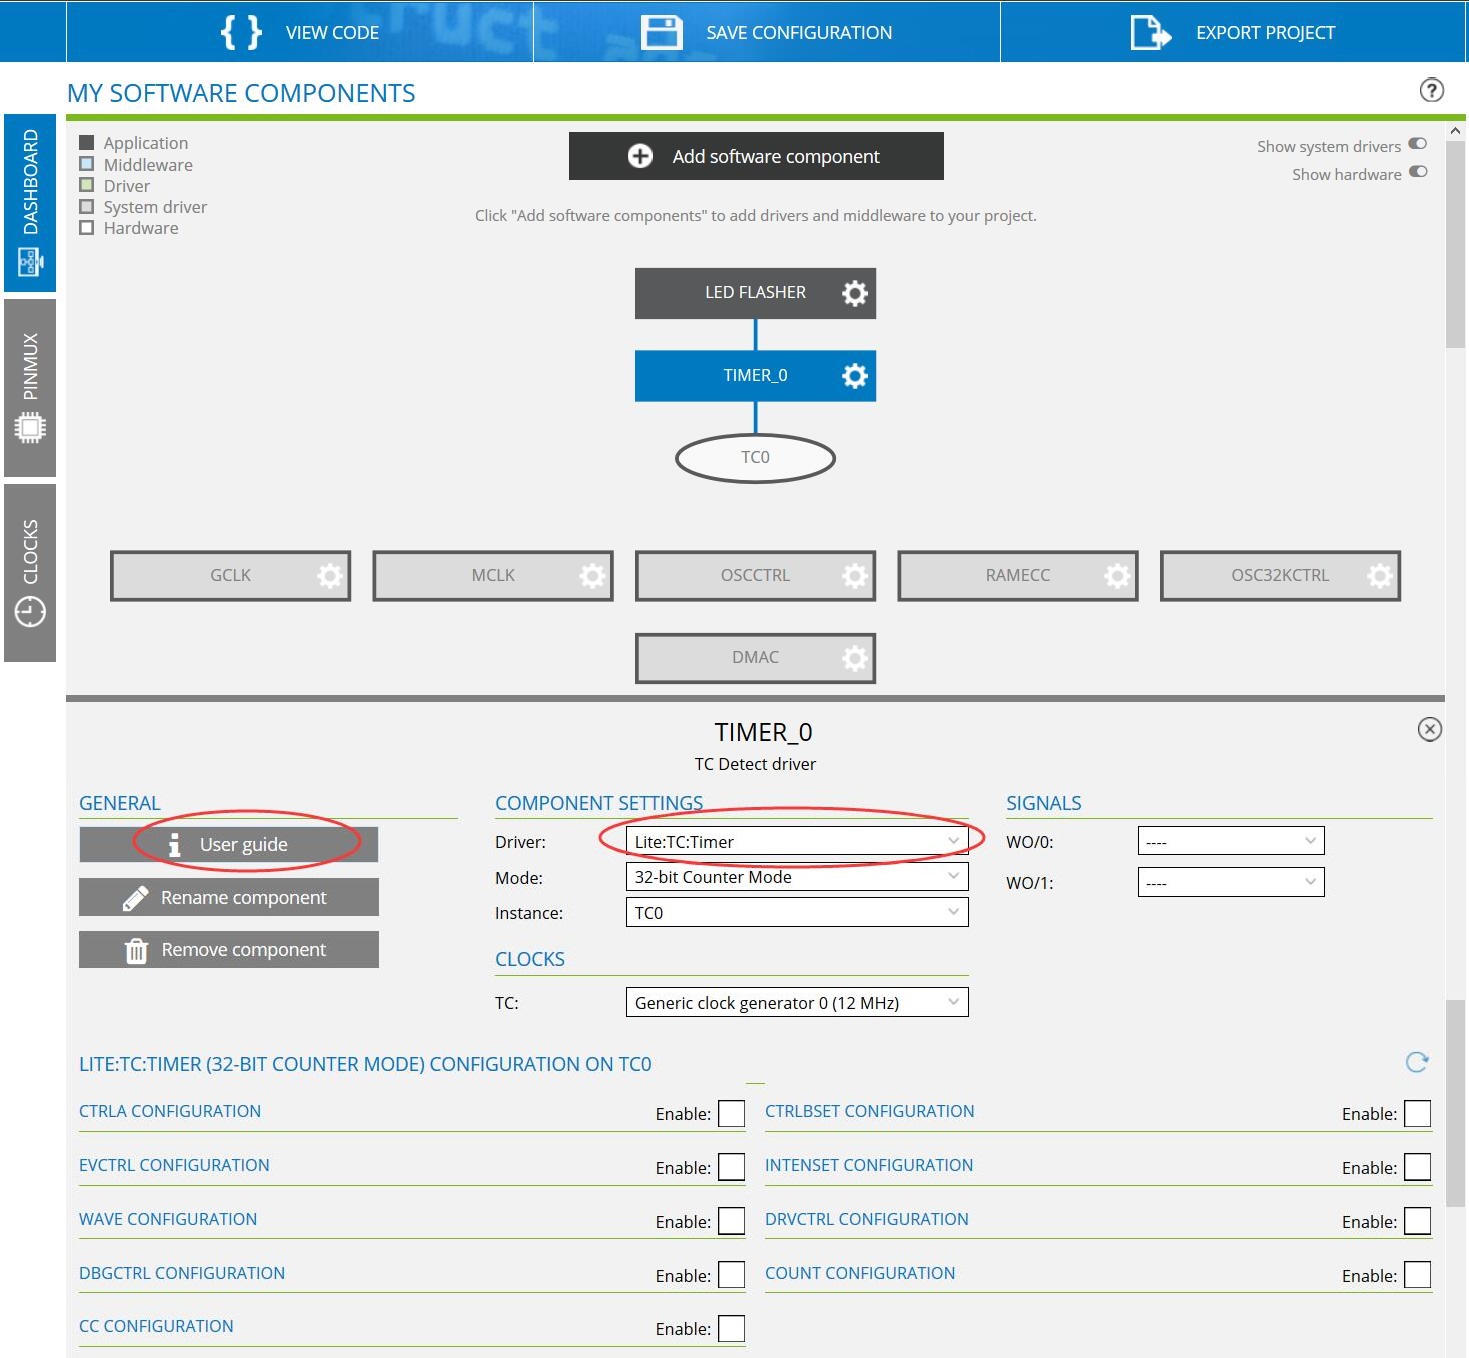 VIEW CODE
SAVE CONFIGURATION
EXPORT PROJECT
MY SOFTWARE COMPONENTS
DASHBOARD
PINMUX
CLOCKS
Application
Middleware
Driver
System driver
Hardware
Add software component
Show system drivers
Show hardware
Click "Add software components" to add drivers and middleware to your project.
LED FLASHER
TIMER_0
TC0
GCLK
MCLK
OSCCTRL
RAMECC
OSC32KCTRL
DMAC
TIMER_0
TC Detect driver
GENERAL
User guide
Rename component
Remove component
COMPONENT SETTINGS
Driver: Lite:TC:Timer
Mode: 32-bit Counter Mode
Instance: TC0
CLOCKS
TC: Generic clock generator 0 (12 MHz)
SIGNALS
WO/0: ----
WO/1: ----
LITE:TC:TIMER (32-BIT COUNTER MODE) CONFIGURATION ON TC0
CTRLA CONFIGURATION Enable:
CTRLBSET CONFIGURATION Enable:
EVCTRL CONFIGURATION Enable:
INTENSET CONFIGURATION Enable:
WAVE CONFIGURATION Enable:
DRVCTRL CONFIGURATION Enable:
DBGCTRL CONFIGURATION Enable:
COUNT CONFIGURATION Enable:
CC CONFIGURATION Enable: